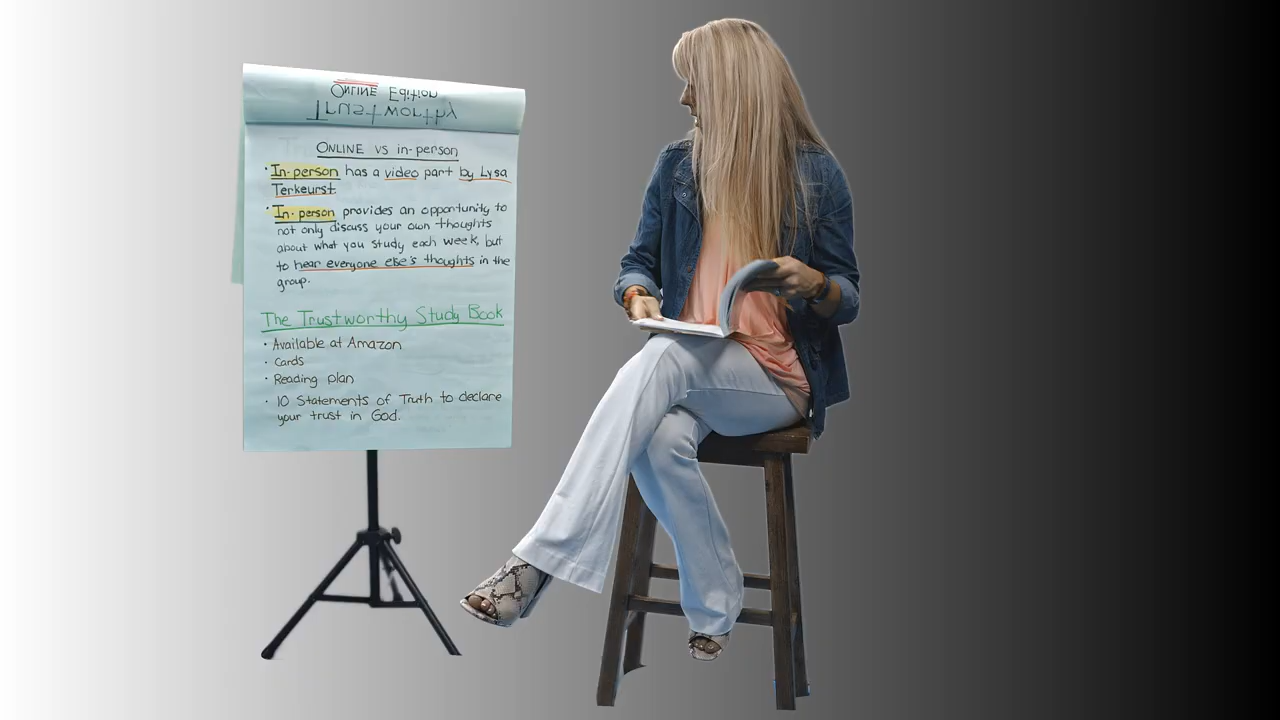 ONLINE Edition
Trustworthy
ONLINE vs in-person
· In-person has a video part by Lysa
Terkeurst.
· In-person provides an opportunity to
not only discuss your own thoughts
about what you study each week, but
to hear everyone else's thoughts in the
group.
The Trustworthy Study Book
· Available at Amazon
· Cards
· Reading plan
· 10 Statements of Truth to declare
your trust in God.